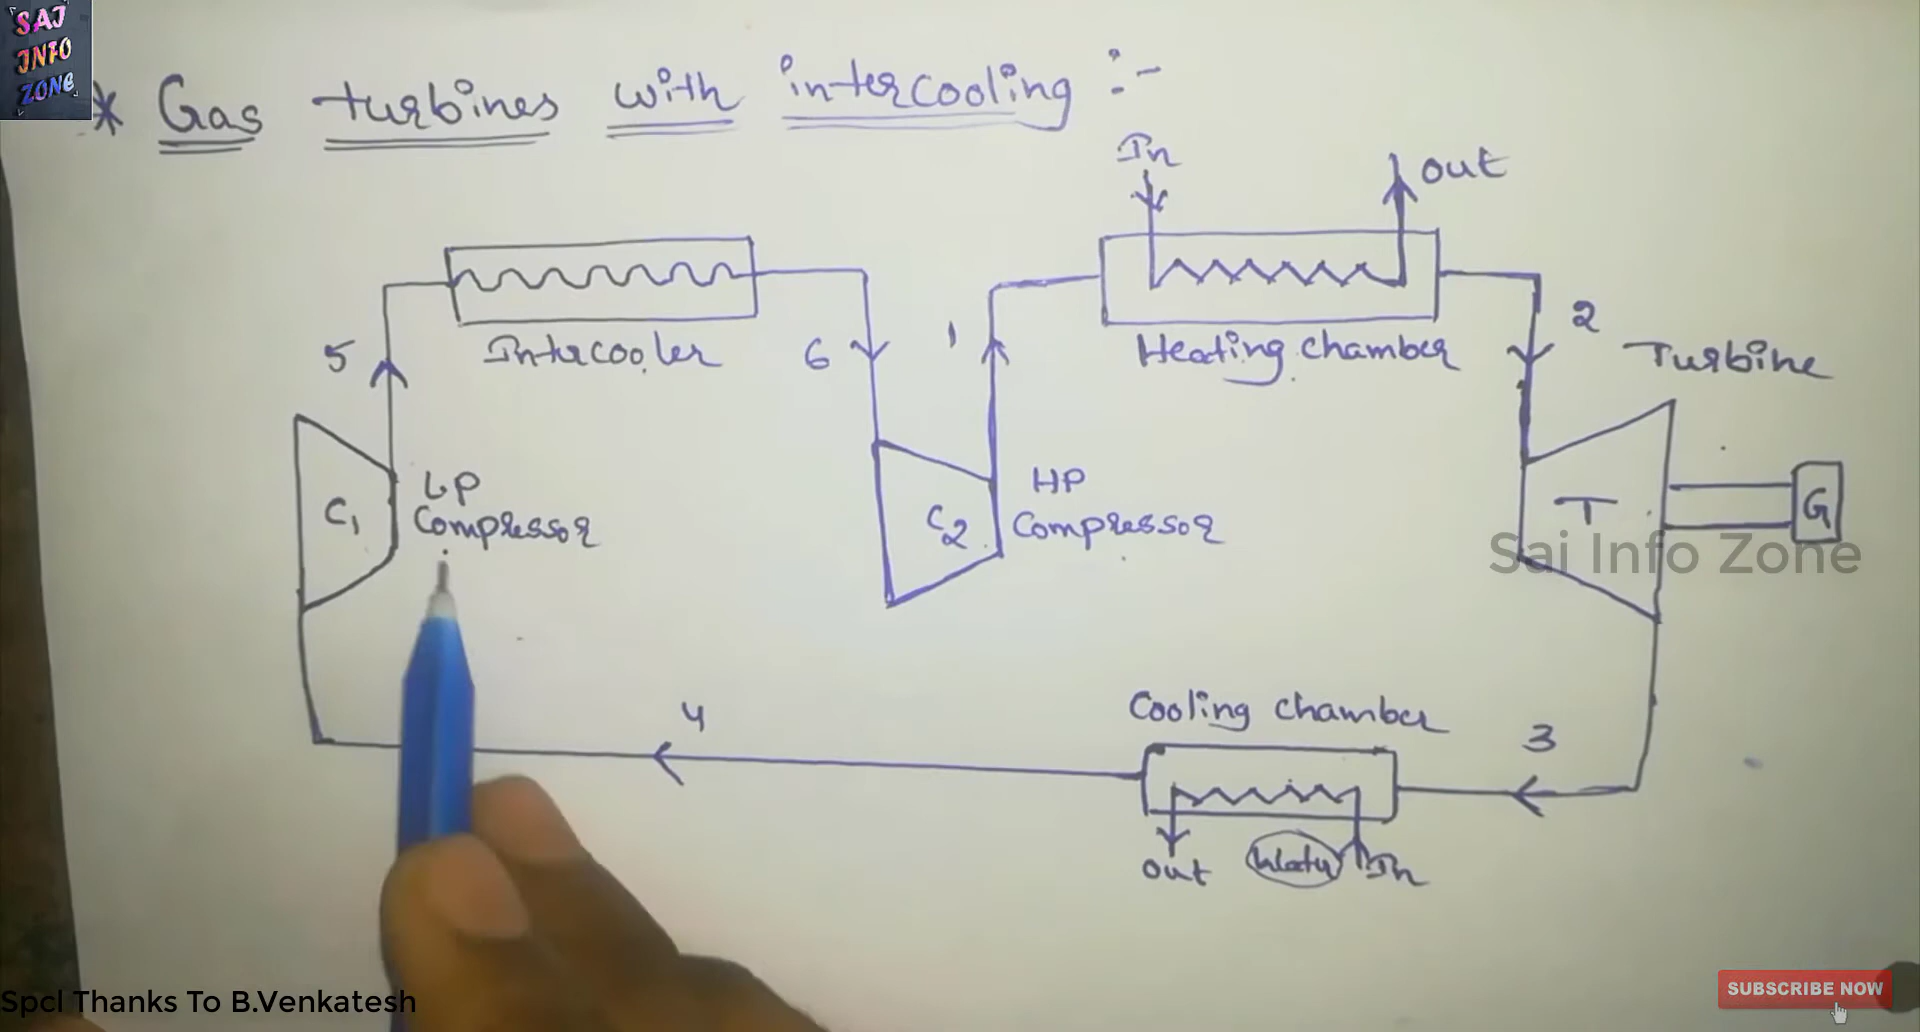 SAI
INFO
ZONE
* Gas turbines with intercooling :-
In
out
5
Intercooler
6
1
Heating chamber
2
Turbine
C1
LP
Compressor
C2
HP
Compressor
T
G
Sai Info Zone
4
Cooling chamber
3
out
Water
In
Spcl Thanks To B.Venkatesh
SUBSCRIBE NOW